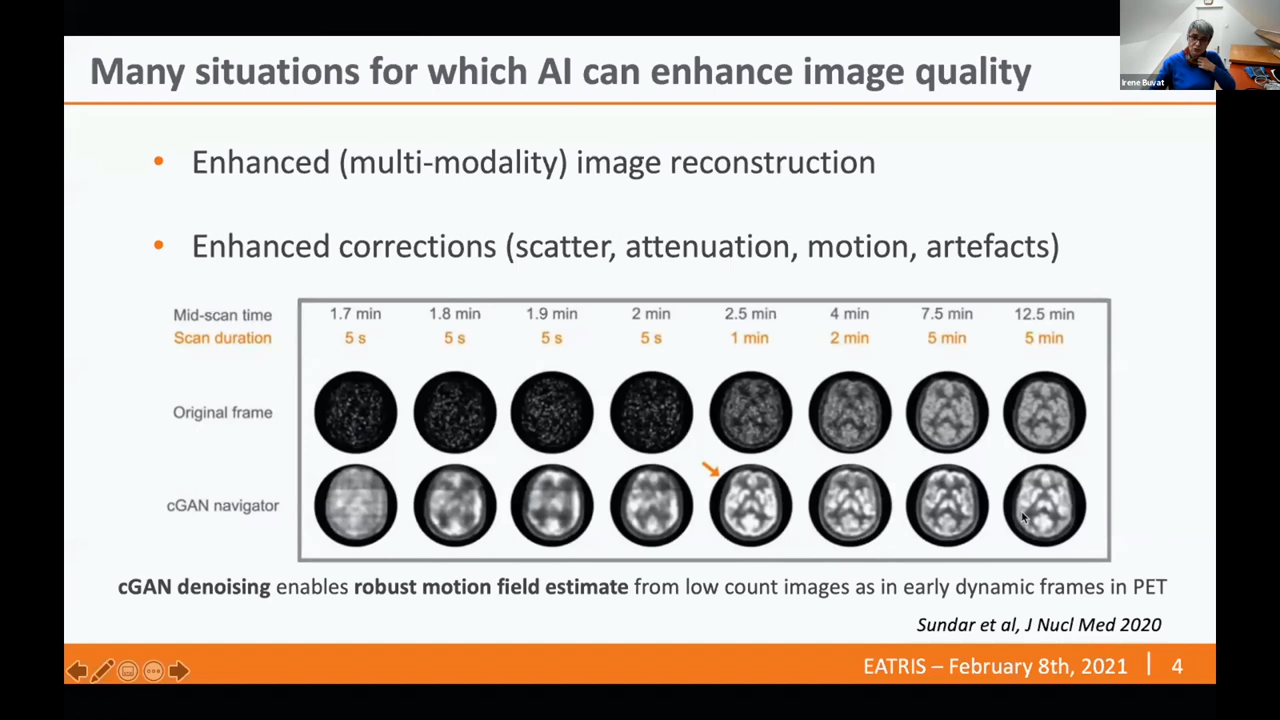 Many situations for which AI can enhance image quality
Irene Buvat
• Enhanced (multi-modality) image reconstruction
• Enhanced corrections (scatter, attenuation, motion, artefacts)
Mid-scan time 1.7 min 1.8 min 1.9 min 2 min 2.5 min 4 min 7.5 min 12.5 min
Scan duration 5 s 5 s 5 s 5 s 1 min 2 min 5 min 5 min
Original frame
cGAN navigator
cGAN denoising enables robust motion field estimate from low count images as in early dynamic frames in PET
Sundar et al, J Nucl Med 2020
EATRIS – February 8th, 2021 | 4